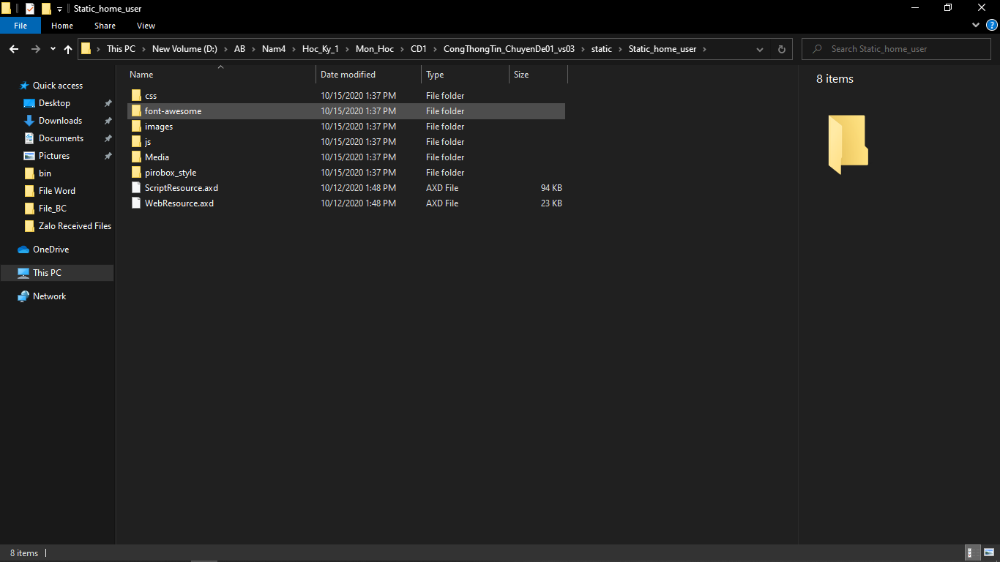 Static_home_user
File Home Share View
This PC New Volume (D:) AB Nam4 Hoc_Ky_1 Mon_Hoc CD1 CongThongTin_ChuyenDe01_vs03 static Static_home_user
Search Static_home_user
Quick access
Desktop
Downloads
Documents
Pictures
bin
File Word
File_BC
Zalo Received Files
OneDrive
This PC
Network
Name Date modified Type Size
css 10/15/2020 1:37 PM File folder
font-awesome 10/15/2020 1:37 PM File folder
images 10/15/2020 1:37 PM File folder
js 10/15/2020 1:37 PM File folder
Media 10/15/2020 1:37 PM File folder
pirobox_style 10/15/2020 1:37 PM File folder
ScriptResource.axd 10/12/2020 1:48 PM AXD File 94 KB
WebResource.axd 10/12/2020 1:48 PM AXD File 23 KB
8 items
8 items